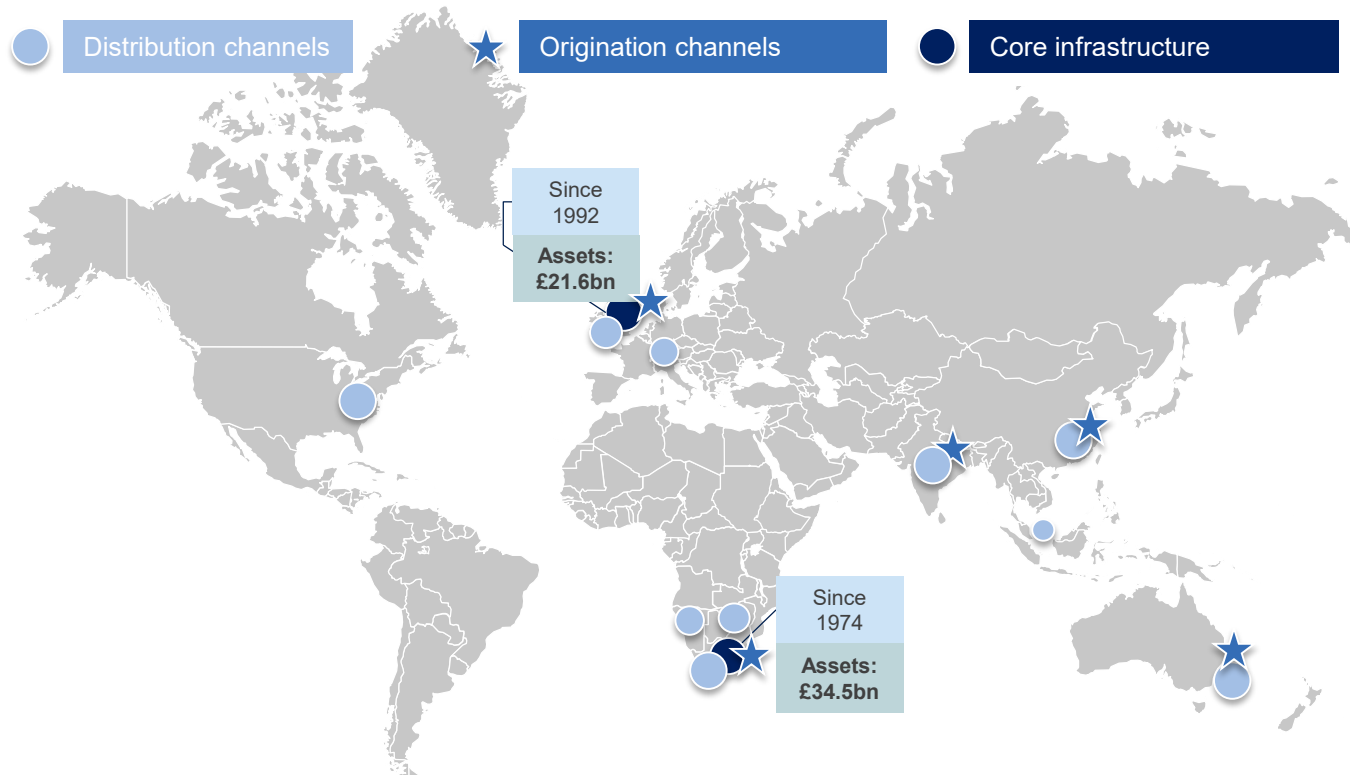 Distribution channels
Origination channels
Core infrastructure
Since
1992
Assets:
£21.6bn
Since
1974
Assets:
£34.5bn